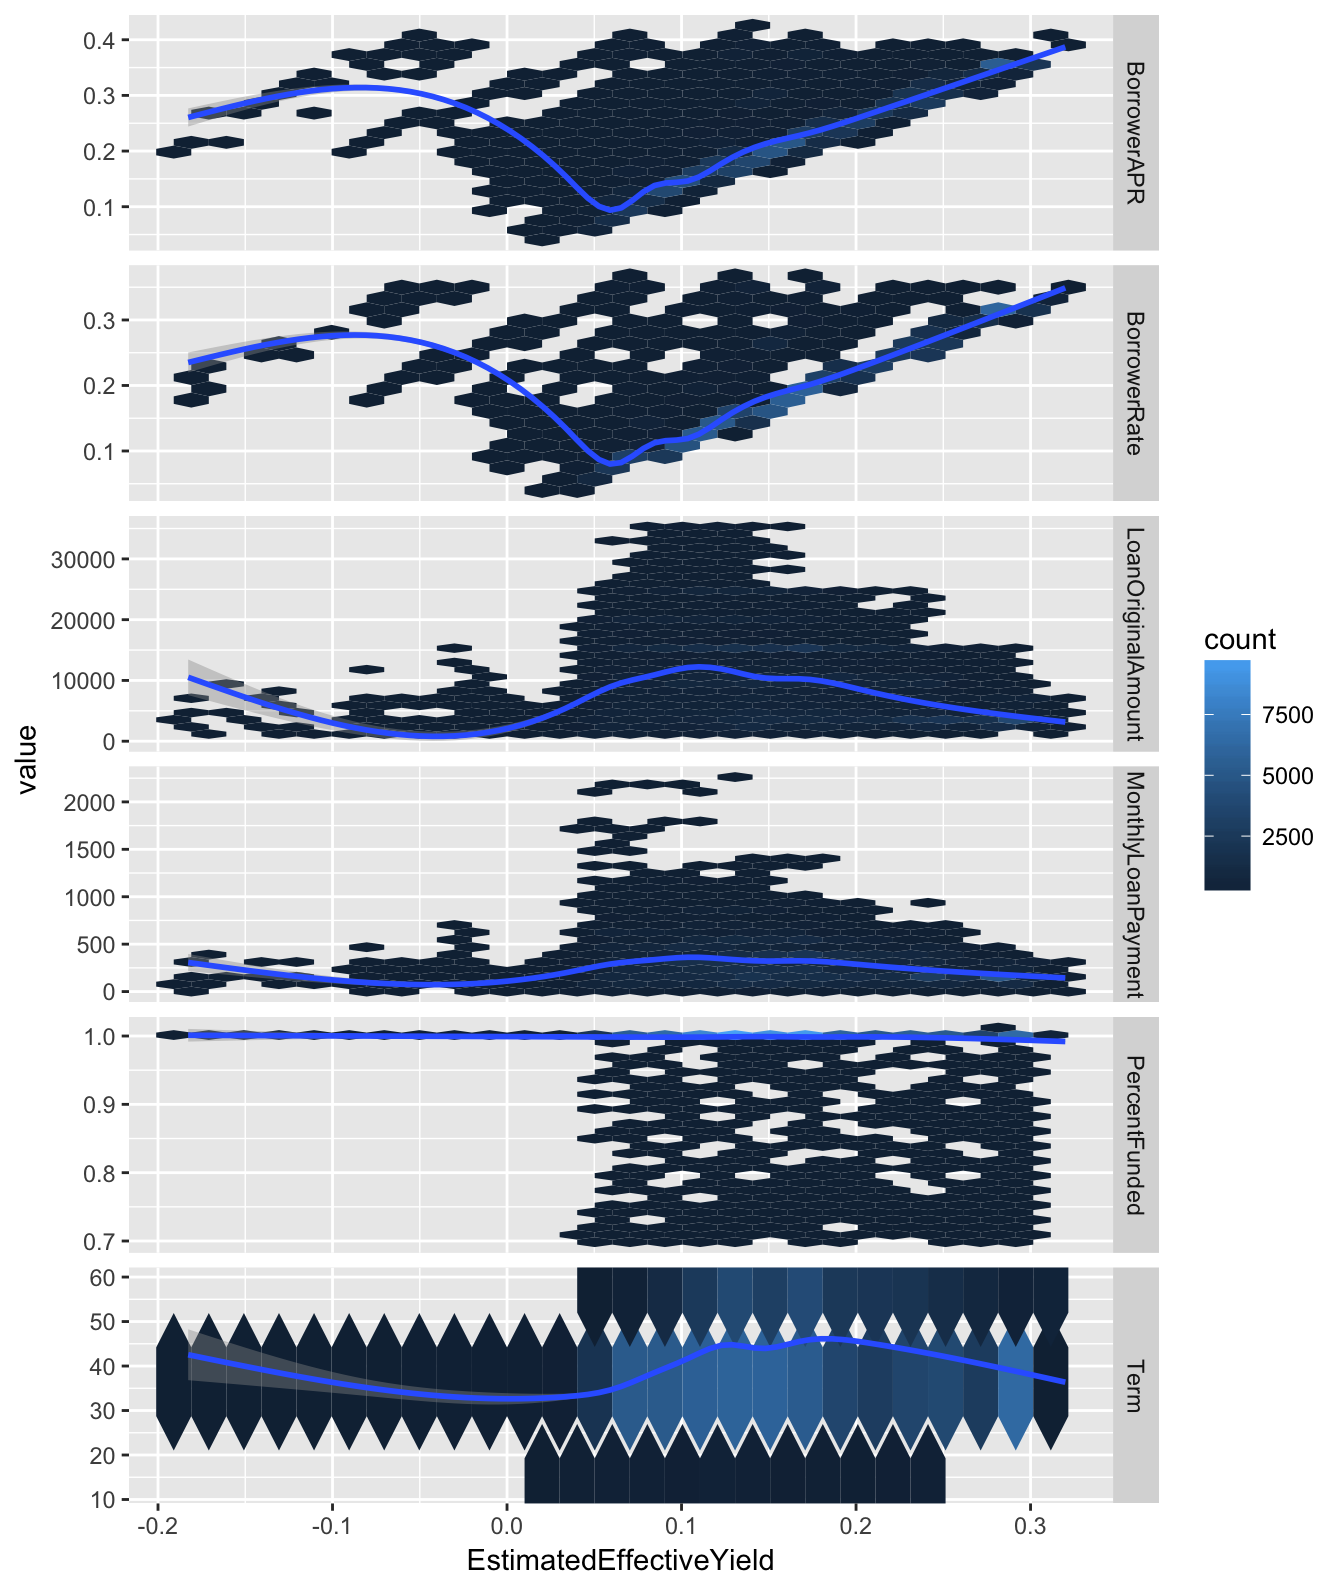 0.4
0.3
0.2
0.1
BorrowerAPR
0.3
0.2
0.1
BorrowerRate
30000
20000
10000
0
LoanOriginalAmount
2000
1500
1000
500
0
MonthlyLoanPayment
1.0
0.9
0.8
0.7
PercentFunded
60
50
40
30
20
10
Term
value
-0.2 -0.1 0.0 0.1 0.2 0.3
EstimatedEffectiveYield
count
7500
5000
2500